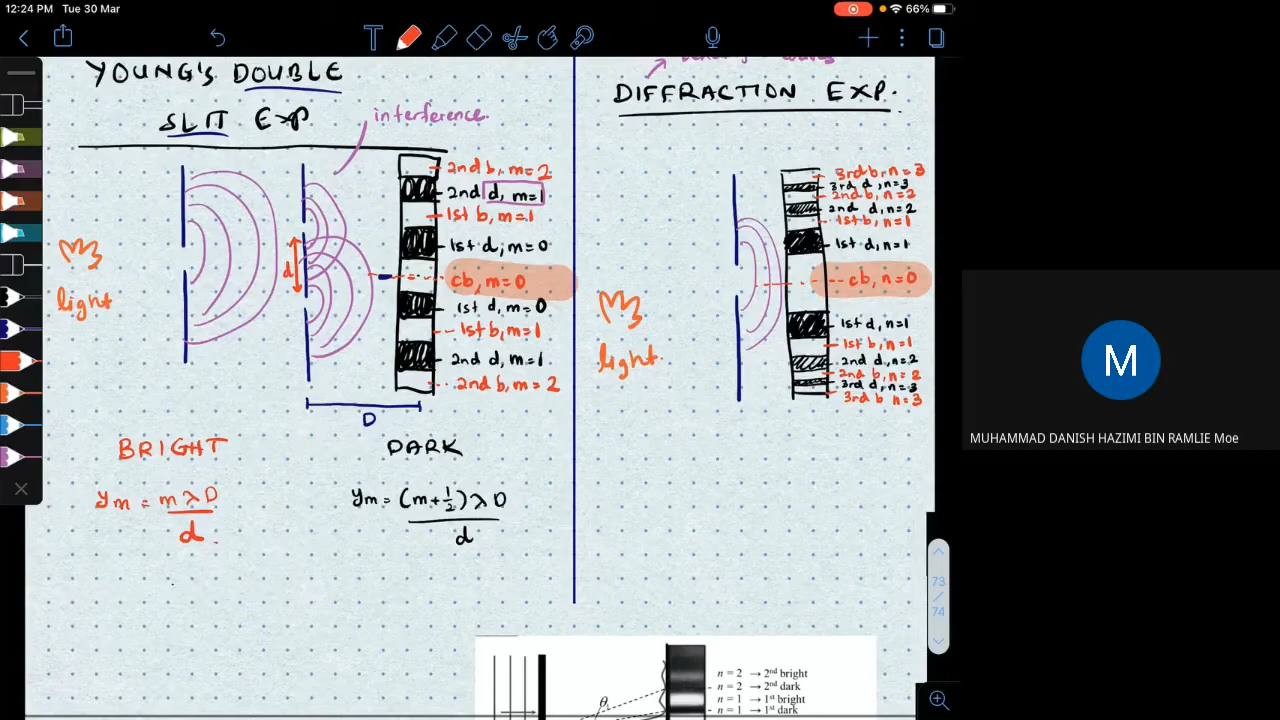 12:24 PM Tue 30 Mar
66%
YOUNG'S DOUBLE
SLIT EXP
interference
2nd b, m=2
2nd d, m=1
1st b, m=1
1st d, m=0
cb, m=0
1st d, m=0
1st b, m=1
2nd d, m=1
2nd b, m=2
d
light
D
BRIGHT
ym = mλD
d
DARK
ym = (m+½)λD
d
DIFFRACTION EXP.
3rd b, n=3
3rd d, n=3
2nd b, n=2
2nd d, n=2
1st b, n=1
1st d, n=1
cb, n=0
1st d, n=1
1st b, n=1
2nd d, n=2
2nd b, n=2
3rd d, n=3
3rd b n=3
light.
n = 2 → 2nd bright
n = 2 → 2nd dark
n = 1 → 1st bright
n = 1 → 1st dark
73
/
74
M
MUHAMMAD DANISH HAZIMI BIN RAMLIE Moe